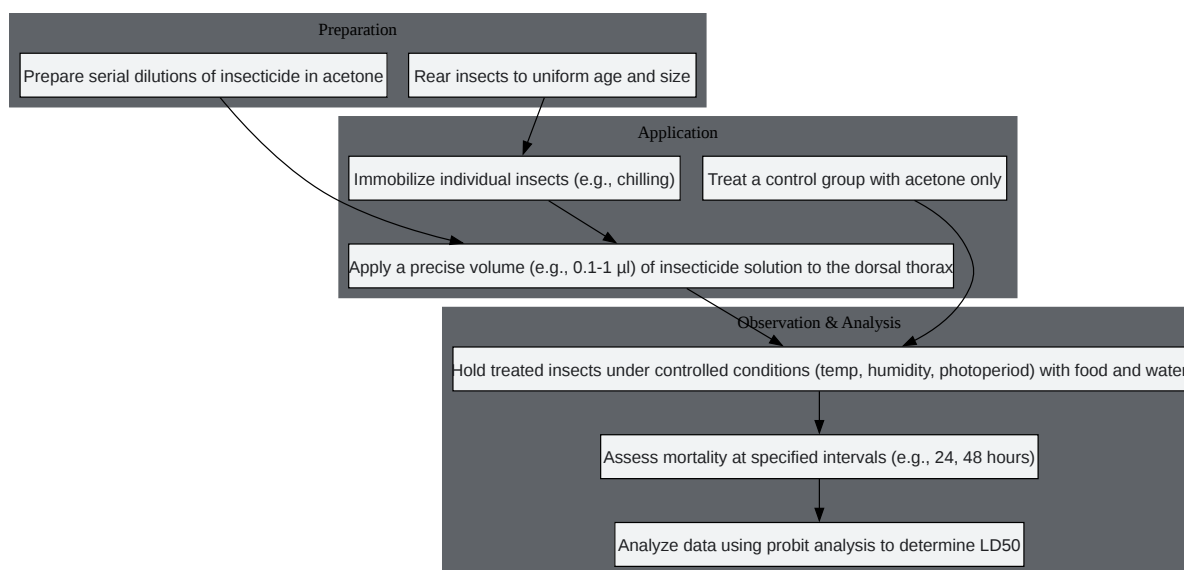 Preparation
Prepare serial dilutions of insecticide in acetone
Rear insects to uniform age and size
Application
Immobilize individual insects (e.g., chilling)
Treat a control group with acetone only
Apply a precise volume (e.g., 0.1-1 µl) of insecticide solution to the dorsal thorax
Observation & Analysis
Hold treated insects under controlled conditions (temp, humidity, photoperiod) with food and water
Assess mortality at specified intervals (e.g., 24, 48 hours)
Analyze data using probit analysis to determine LD50